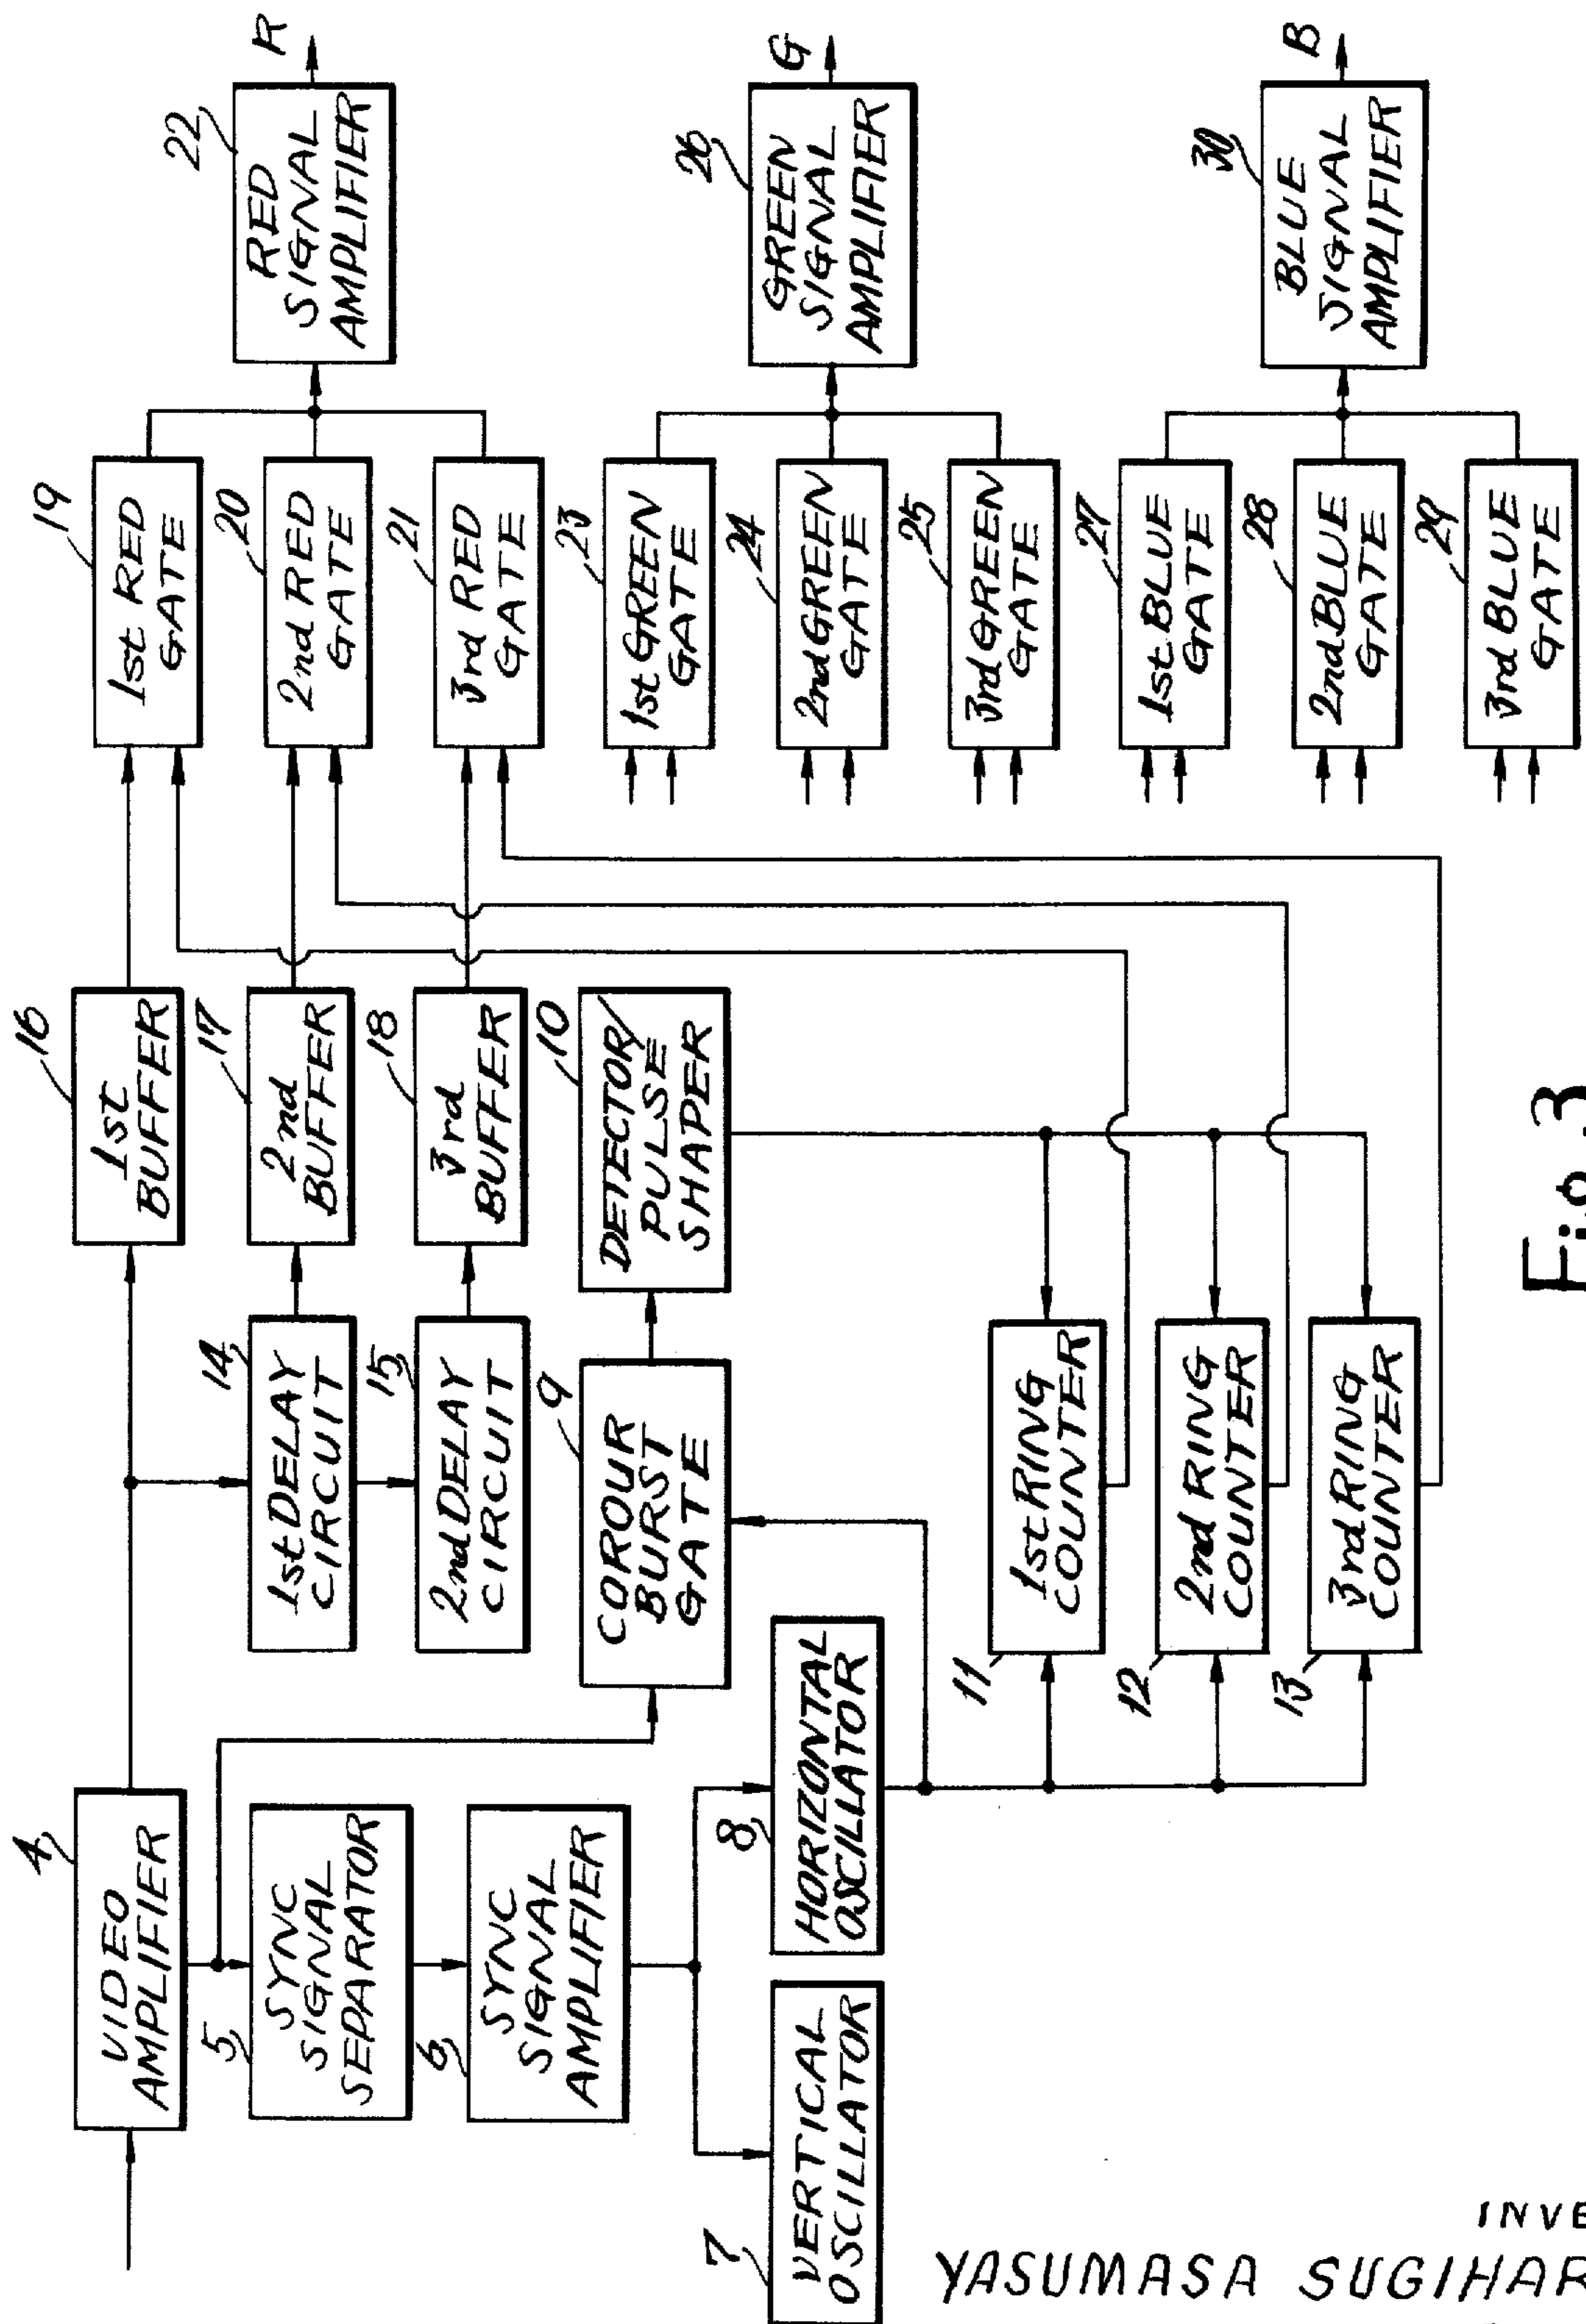 4
VIDEO
AMPLIFIER
5
SYNC
SIGNAL
SEPARATOR
6
SYNC
SIGNAL
AMPLIFIER
7
VERTICAL
OSCILLATOR
8
HORIZONTAL
OSCILLATOR
14
1st DELAY
CIRCUIT
15
2nd DELAY
CIRCUIT
9
COROUR
BURST
GATE
11
1st RING
COUNTER
12
2nd RING
COUNTER
13
3rd RING
COUNTER
16
1st
BUFFER
17
2nd
BUFFER
18
3rd
BUFFER
10
DETECTOR/
PULSE
SHAPER
19
1st RED
GATE
20
2nd RED
GATE
21
3rd RED
GATE
23
1st GREEN
GATE
24
2nd GREEN
GATE
25
3rd GREEN
GATE
27
1st BLUE
GATE
28
2nd BLUE
GATE
29
3rd BLUE
GATE
22
RED
SIGNAL
AMPLIFIER
R
26
GREEN
SIGNAL
AMPLIFIER
G
30
BLUE
SIGNAL
AMPLIFIER
B
Fig. 3
YASUMASA